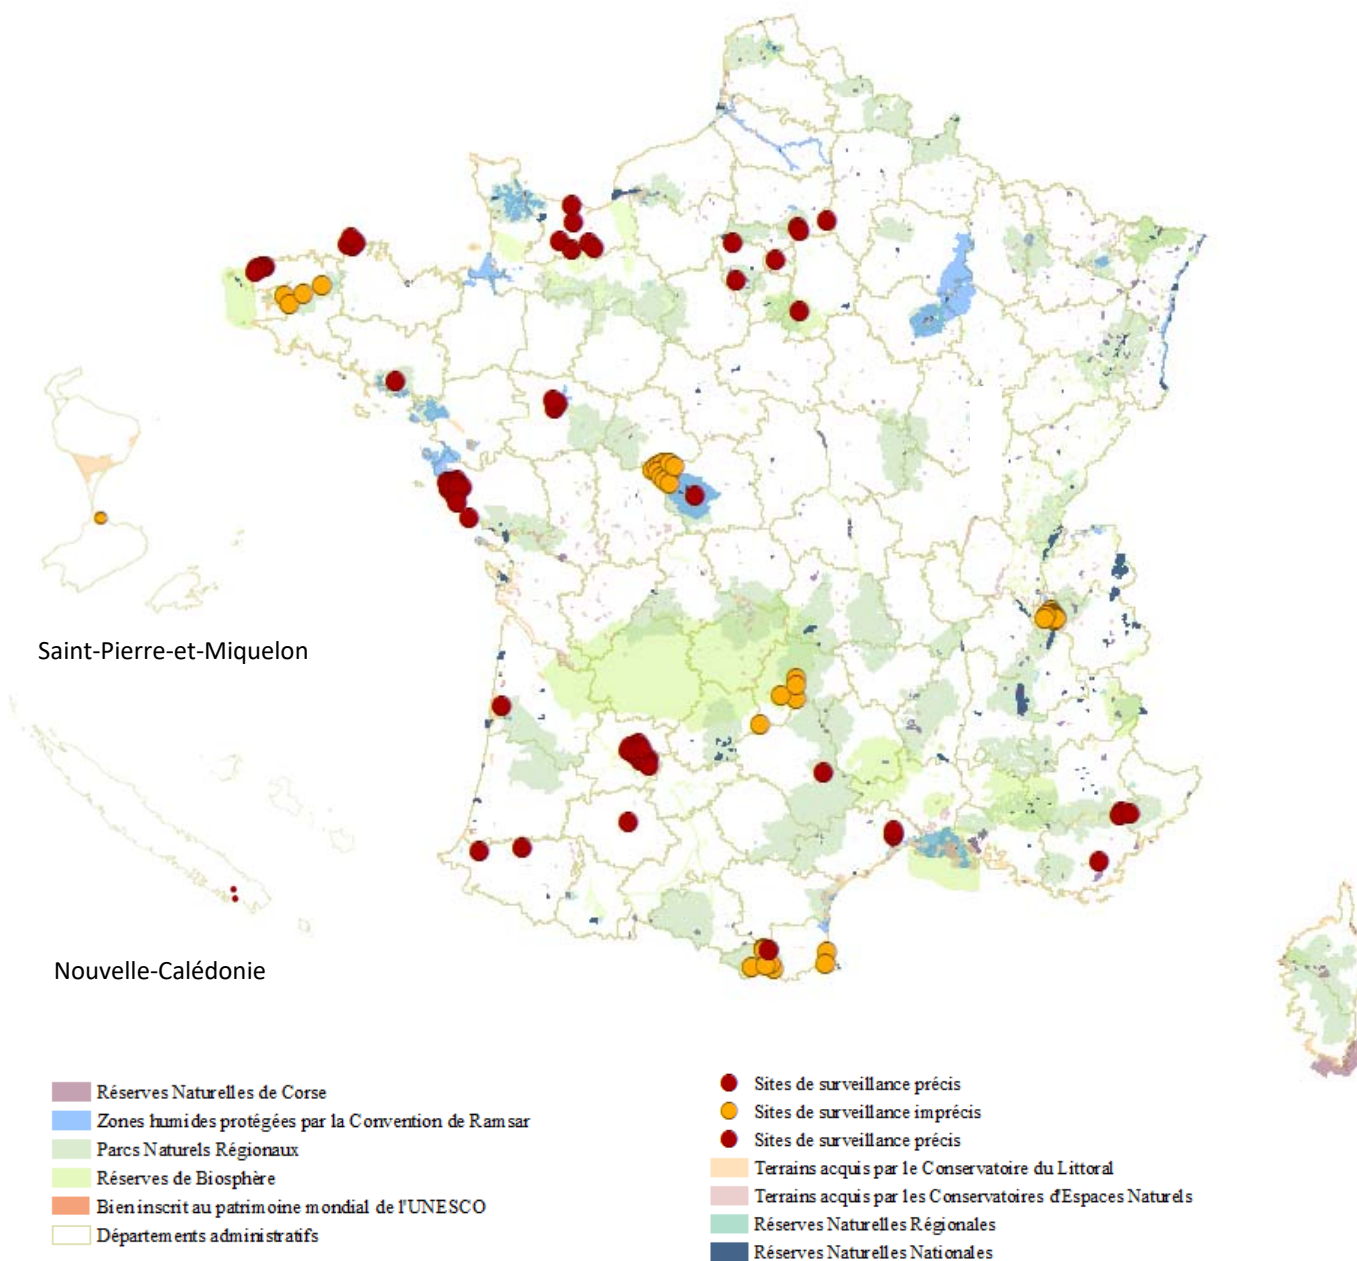 Saint-Pierre-et-Miquelon
Nouvelle-Calédonie
Réserves Naturelles de Corse
Zones humides protégées par la Convention de Ramsar
Parcs Naturels Régionaux
Réserves de Biosphère
Bien inscrit au patrimoine mondial de l'UNESCO
Départements administratifs
Sites de surveillance précis
Sites de surveillance imprécis
Sites de surveillance précis
Terrains acquis par le Conservatoire du Littoral
Terrains acquis par les Conservatoires d'Espaces Naturels
Réserves Naturelles Régionales
Réserves Naturelles Nationales